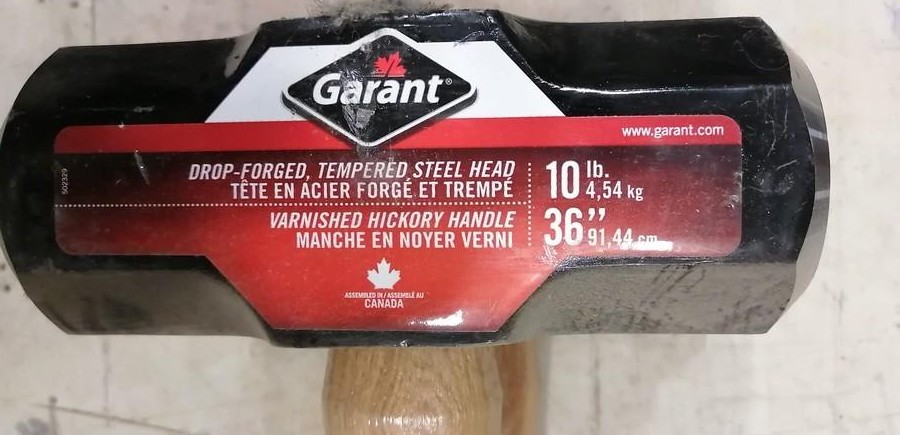 Garant®
www.garant.com
DROP-FORGED, TEMPERED STEEL HEAD
TÊTE EN ACIER FORGÉ ET TREMPÉ
10 lb.
4,54 kg
VARNISHED HICKORY HANDLE
MANCHE EN NOYER VERNI
36”
91,44 cm
ASSEMBLED IN / ASSEMBLÉ AU
CANADA
S02329